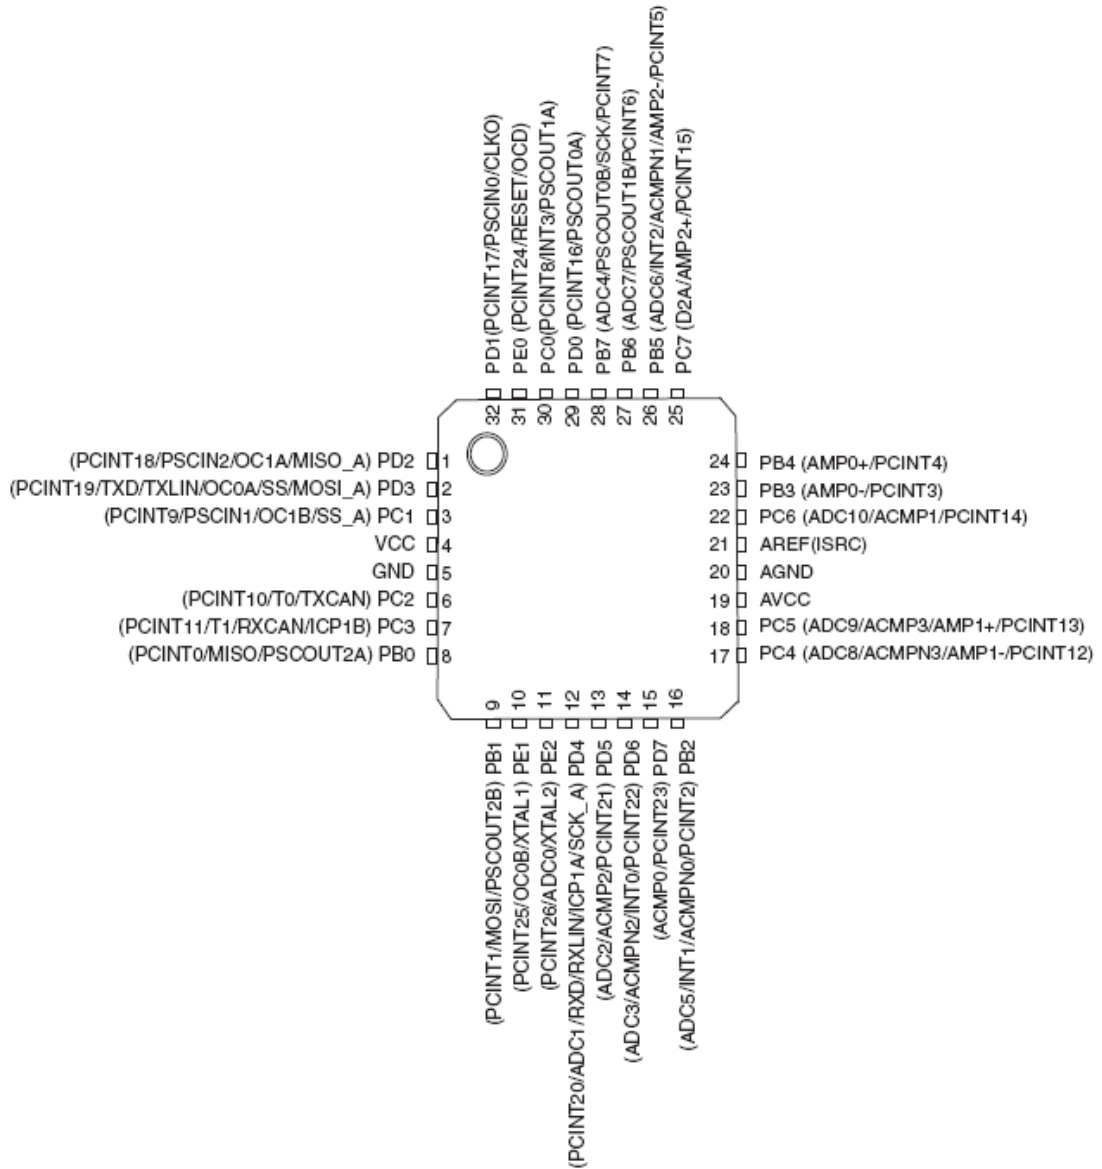 PD1(PCINT17/PSCIN0/CLKO)
PE0 (PCINT24/RESET/OCD)
PC0(PCINT8/INT3/PSCOUT1A)
PD0 (PCINT16/PSCOUT0A)
PB7 (ADC4/PSCOUT0B/SCK/PCINT7)
PB6 (ADC7/PSCOUT1B/PCINT6)
PB5 (ADC6/INT2/ACMPN1/AMP2-/PCINT5)
PC7 (D2A/AMP2+/PCINT15)
32 31 30 29 28 27 26 25
(PCINT18/PSCIN2/OC1A/MISO_A) PD2 1
(PCINT19/TXD/TXLIN/OC0A/SS/MOSI_A) PD3 2
(PCINT9/PSCIN1/OC1B/SS_A) PC1 3
VCC 4
GND 5
(PCINT10/T0/TXCAN) PC2 6
(PCINT11/T1/RXCAN/ICP1B) PC3 7
(PCINT0/MISO/PSCOUT2A) PB0 8
24 PB4 (AMP0+/PCINT4)
23 PB3 (AMP0-/PCINT3)
22 PC6 (ADC10/ACMP1/PCINT14)
21 AREF(ISRC)
20 AGND
19 AVCC
18 PC5 (ADC9/ACMP3/AMP1+/PCINT13)
17 PC4 (ADC8/ACMPN3/AMP1-/PCINT12)
9 10 11 12 13 14 15 16
(PCINT1/MOSI/PSCOUT2B) PB1
(PCINT25/OC0B/XTAL1) PE1
(PCINT26/ADC0/XTAL2) PE2
(PCINT20/ADC1/RXD/RXLIN/ICP1A/SCK_A) PD4
(ADC2/ACMP2/PCINT21) PD5
(ADC3/ACMPN2/INT0/PCINT22) PD6
(ACMP0/PCINT23) PD7
(ADC5/INT1/ACMPN0/PCINT2) PB2